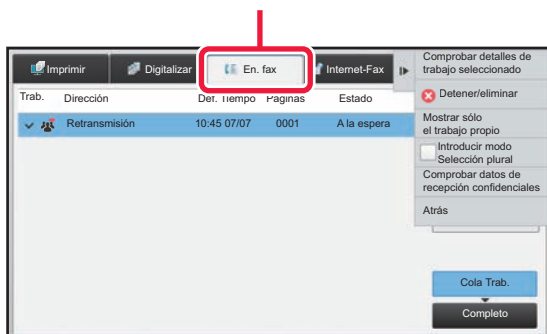 Imprimir
Digitalizar
En. fax
Internet-Fax
Trab.
Dirección
Def. Tiempo
Páginas
Estado
Retransmisión
10:45 07/07
0001
A la espera
Comprobar detalles de
trabajo seleccionado
Detener/eliminar
Mostrar sólo
el trabajo propio
Introducir modo
Selección plural
Comprobar datos de
recepción confidenciales
Atrás
Cola Trab.
Completo